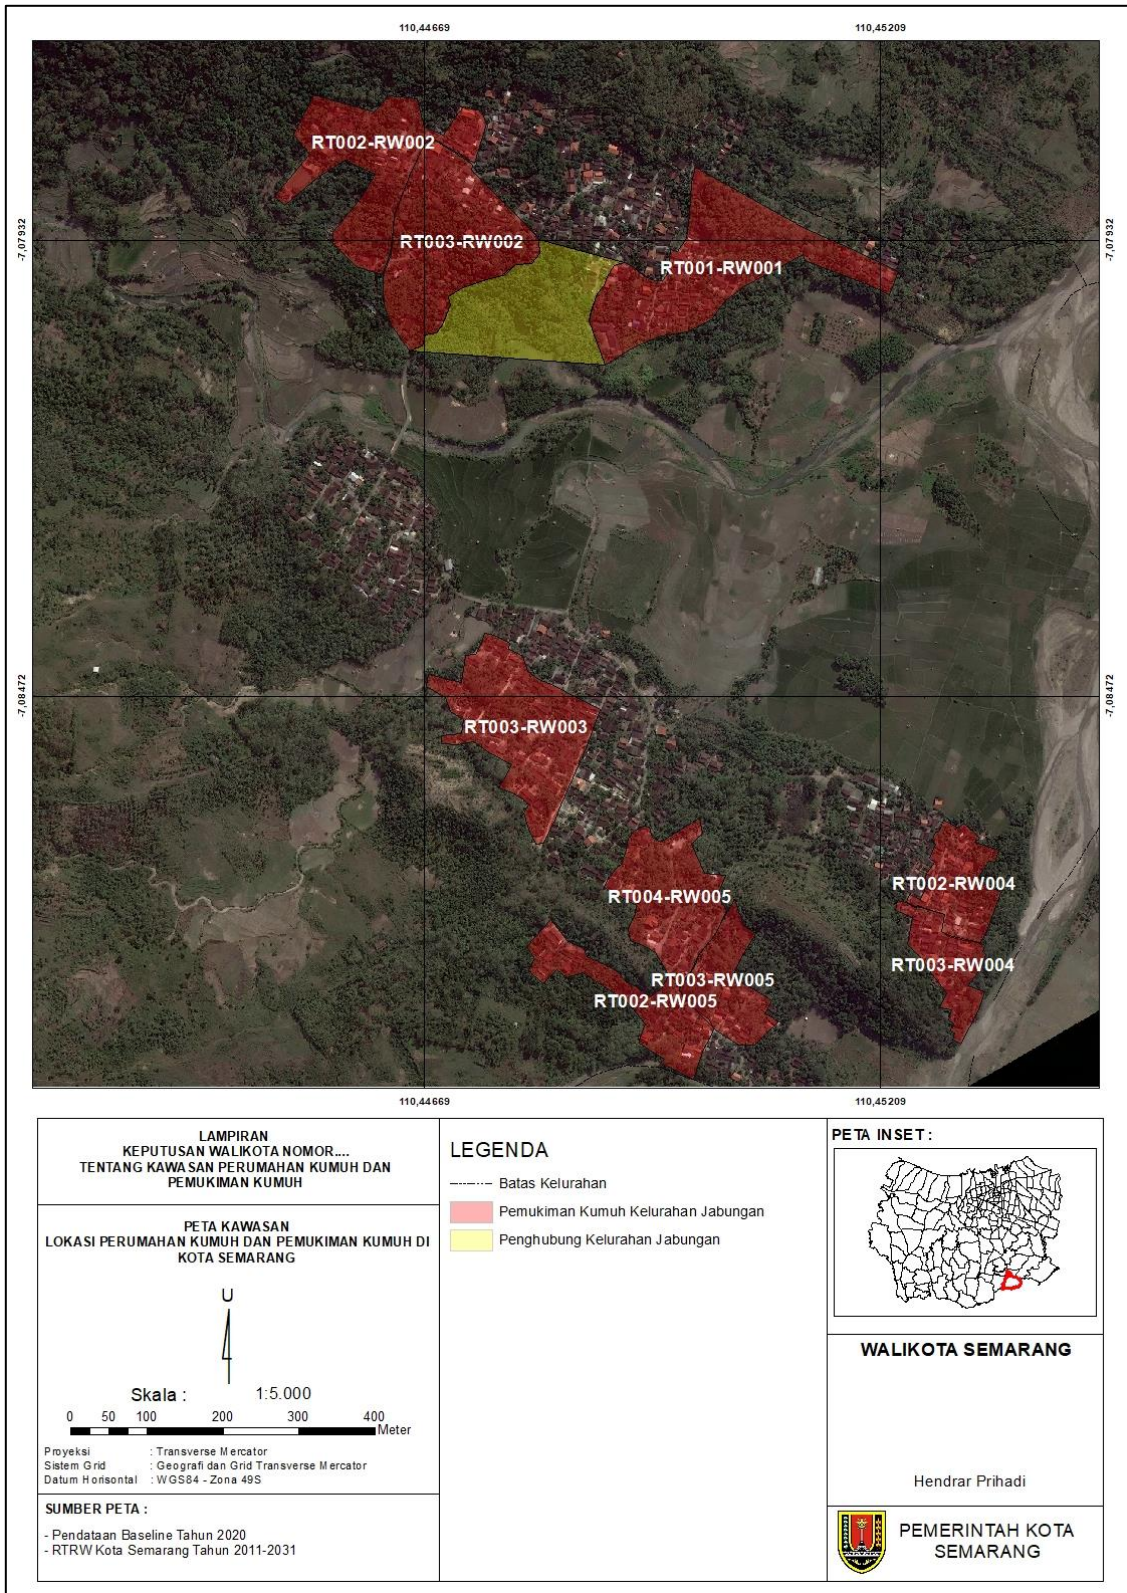 110,44669
110,45209
RT002-RW002
RT003-RW002
RT001-RW001
-7,07932
-7,07932
-7,08472
-7,08472
RT003-RW003
RT004-RW005
RT002-RW004
RT003-RW004
RT003-RW005
RT002-RW005
110,44669
110,45209
LAMPIRAN
KEPUTUSAN WALIKOTA NOMOR....
TENTANG KAWASAN PERUMAHAN KUMUH DAN
PEMUKIMAN KUMUH
PETA KAWASAN
LOKASI PERUMAHAN KUMUH DAN PEMUKIMAN KUMUH DI
KOTA SEMARANG
U
Skala : 1:5.000
0 50 100 200 300 400
Meter
Proyeksi : Transverse Mercator
Sistem Grid : Geografi dan Grid Transverse Mercator
Datum Horisontal : WGS84 - Zona 49S
SUMBER PETA :
- Pendataan Baseline Tahun 2020
- RTRW Kota Semarang Tahun 2011-2031
LEGENDA
Batas Kelurahan
Pemukiman Kumuh Kelurahan Jabungan
Penghubung Kelurahan Jabungan
PETA INSET :
WALIKOTA SEMARANG
Hendrar Prihadi
PEMERINTAH KOTA
SEMARANG